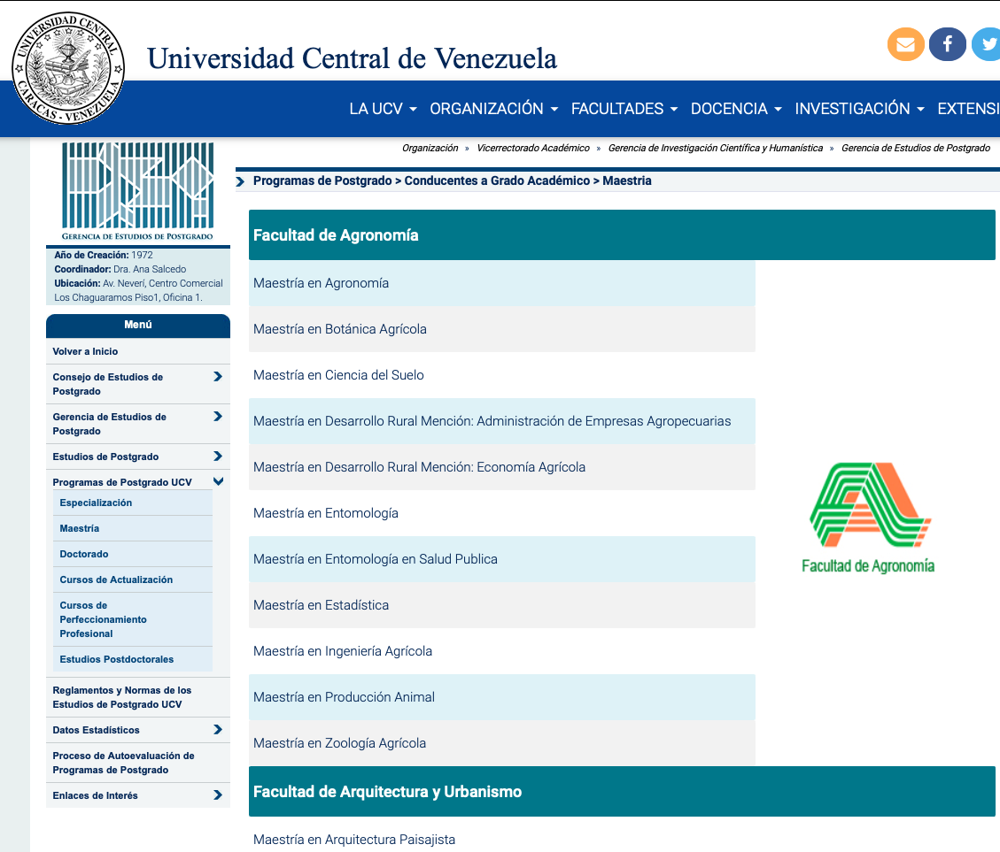 UNIVERSIDAD CENTRAL
CARACAS - VENEZUELA
Universidad Central de Venezuela
LA UCV
ORGANIZACIÓN
FACULTADES
DOCENCIA
INVESTIGACIÓN
EXTENSI
Organización » Vicerrectorado Académico » Gerencia de Investigación Científica y Humanística » Gerencia de Estudios de Postgrado
GERENCIA DE ESTUDIOS DE POSTGRADO
Año de Creación: 1972
Coordinador: Dra. Ana Salcedo
Ubicación: Av. Neverí, Centro Comercial
Los Chaguaramos Piso1, Oficina 1.
Menú
Volver a Inicio
Consejo de Estudios de
Postgrado
Gerencia de Estudios de
Postgrado
Estudios de Postgrado
Programas de Postgrado UCV
Especialización
Maestría
Doctorado
Cursos de Actualización
Cursos de
Perfeccionamiento
Profesional
Estudios Postdoctorales
Reglamentos y Normas de los
Estudios de Postgrado UCV
Datos Estadísticos
Proceso de Autoevaluación de
Programas de Postgrado
Enlaces de Interés
Programas de Postgrado > Conducentes a Grado Académico > Maestria
Facultad de Agronomía
Maestría en Agronomía
Maestría en Botánica Agrícola
Maestría en Ciencia del Suelo
Maestría en Desarrollo Rural Mención: Administración de Empresas Agropecuarias
Maestría en Desarrollo Rural Mención: Economía Agrícola
Maestría en Entomología
Maestría en Entomología en Salud Publica
Maestría en Estadística
Maestría en Ingeniería Agrícola
Maestría en Producción Animal
Maestría en Zoología Agrícola
Facultad de Agronomía
Facultad de Arquitectura y Urbanismo
Maestría en Arquitectura Paisajista